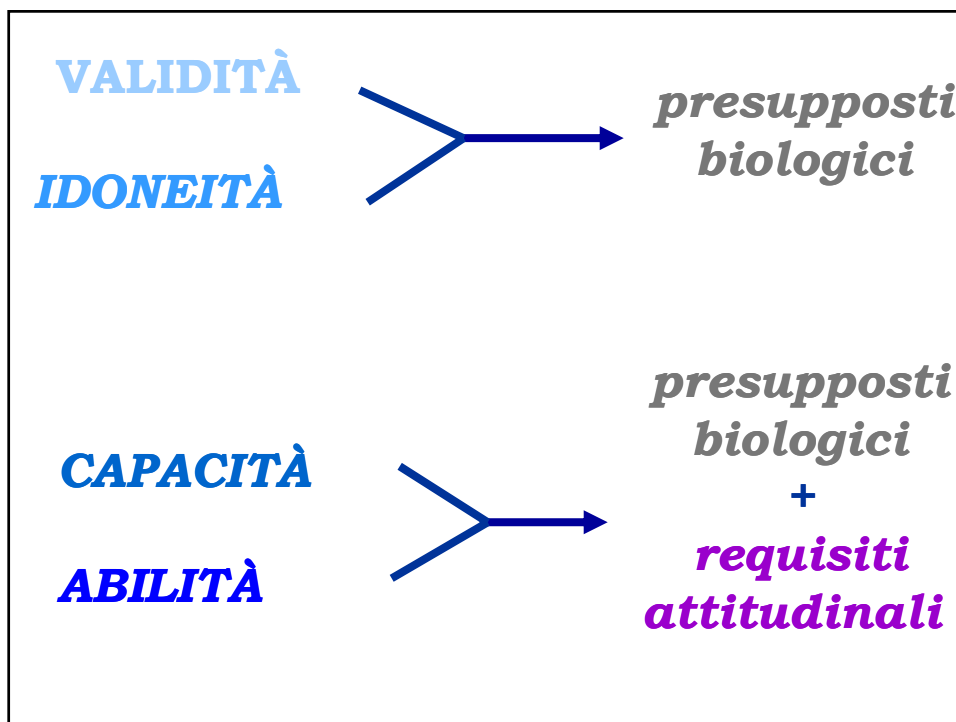 VALIDITÀ
IDONEITÀ
presupposti
biologici
CAPACITÀ
ABILITÀ
presupposti
biologici
+
requisiti
attitudinali